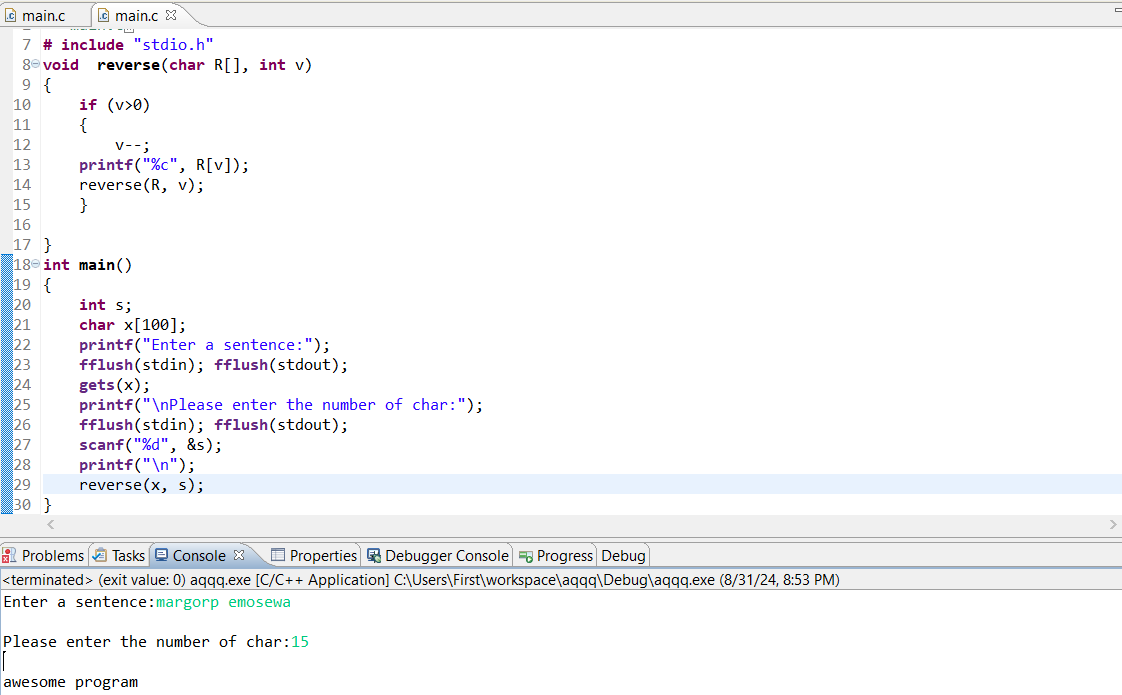 main.c main.c
7 # include "stdio.h"
8 void  reverse(char R[], int v)
9 {
10     if (v>0)
11     {
12         v--;
13     printf("%c", R[v]);
14     reverse(R, v);
15     }
16
17 }
18 int main()
19 {
20     int s;
21     char x[100];
22     printf("Enter a sentence:");
23     fflush(stdin); fflush(stdout);
24     gets(x);
25     printf("\nPlease enter the number of char:");
26     fflush(stdin); fflush(stdout);
27     scanf("%d", &s);
28     printf("\n");
29     reverse(x, s);
30 }
Problems Tasks Console Properties Debugger Console Progress Debug
<terminated> (exit value: 0) aqqq.exe [C/C++ Application] C:\Users\First\workspace\aqqq\Debug\aqqq.exe (8/31/24, 8:53 PM)
Enter a sentence:margorp emosewa
Please enter the number of char:15
awesome program